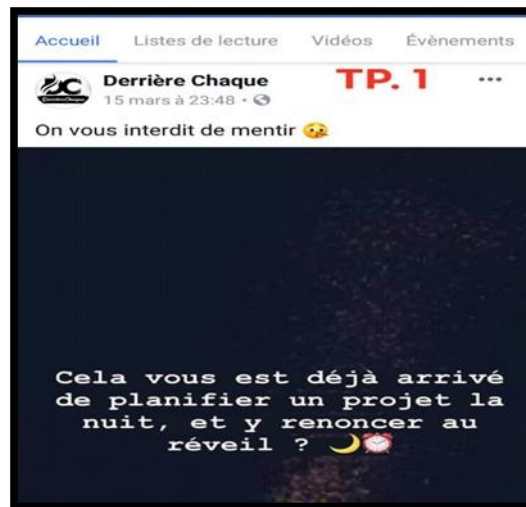 Accueil Listes de lecture Vidéos Évènements
Derrière Chaque TP. 1
15 mars à 23:48
On vous interdit de mentir 🤥
Cela vous est déjà arrivé
de planifier un projet la
nuit, et y renoncer au
réveil ? 🌙⏰